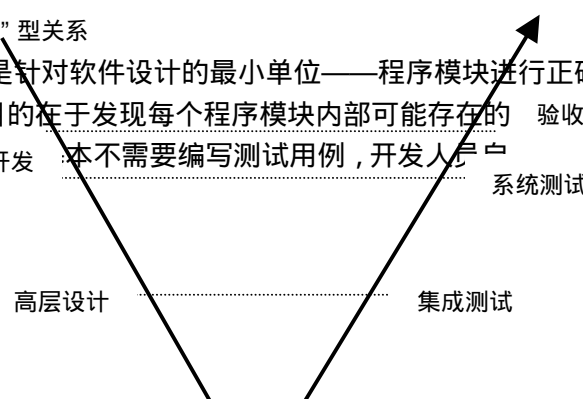 ”型关系
是针对软件设计的最小单位——程序模块进行正确
目的在于发现每个程序模块内部可能存在的
验收
本不需要编写测试用例,开发人员自
开发
系统测试
高层设计
集成测试